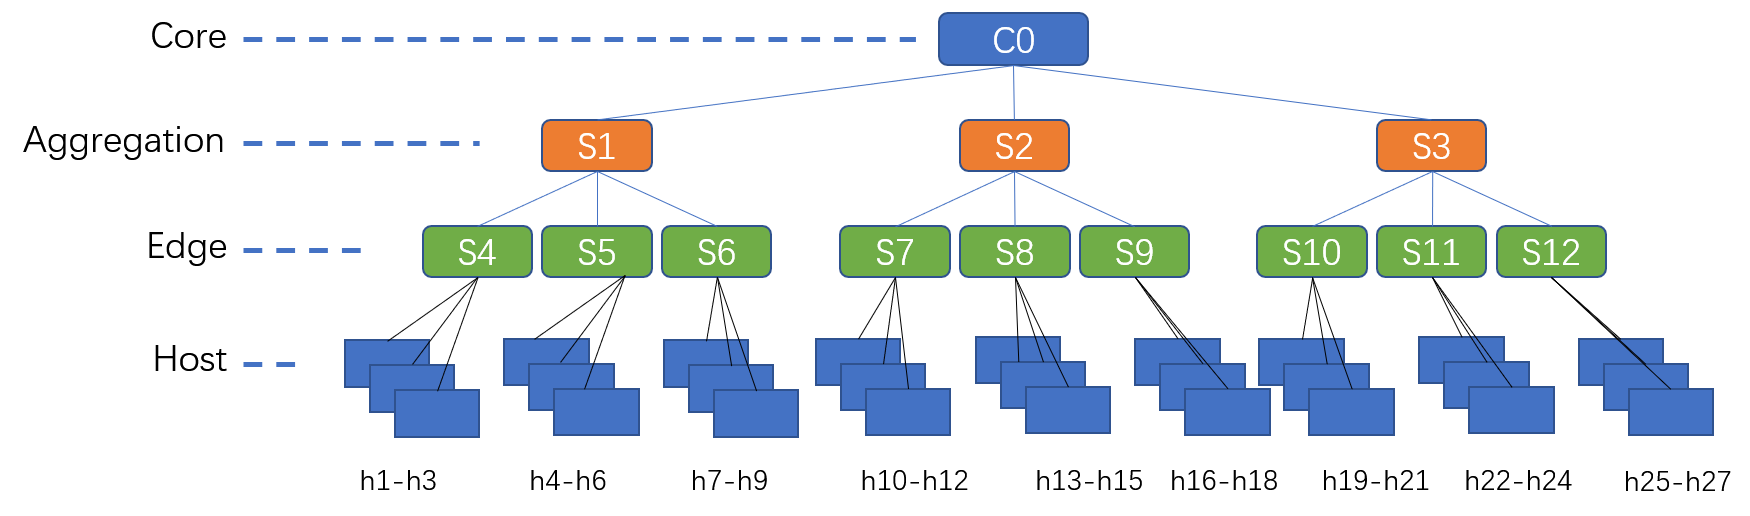 Core
C0
Aggregation
S1
S2
S3
Edge
S4
S5
S6
S7
S8
S9
S10
S11
S12
Host
h1-h3
h4-h6
h7-h9
h10-h12
h13-h15
h16-h18
h19-h21
h22-h24
h25-h27